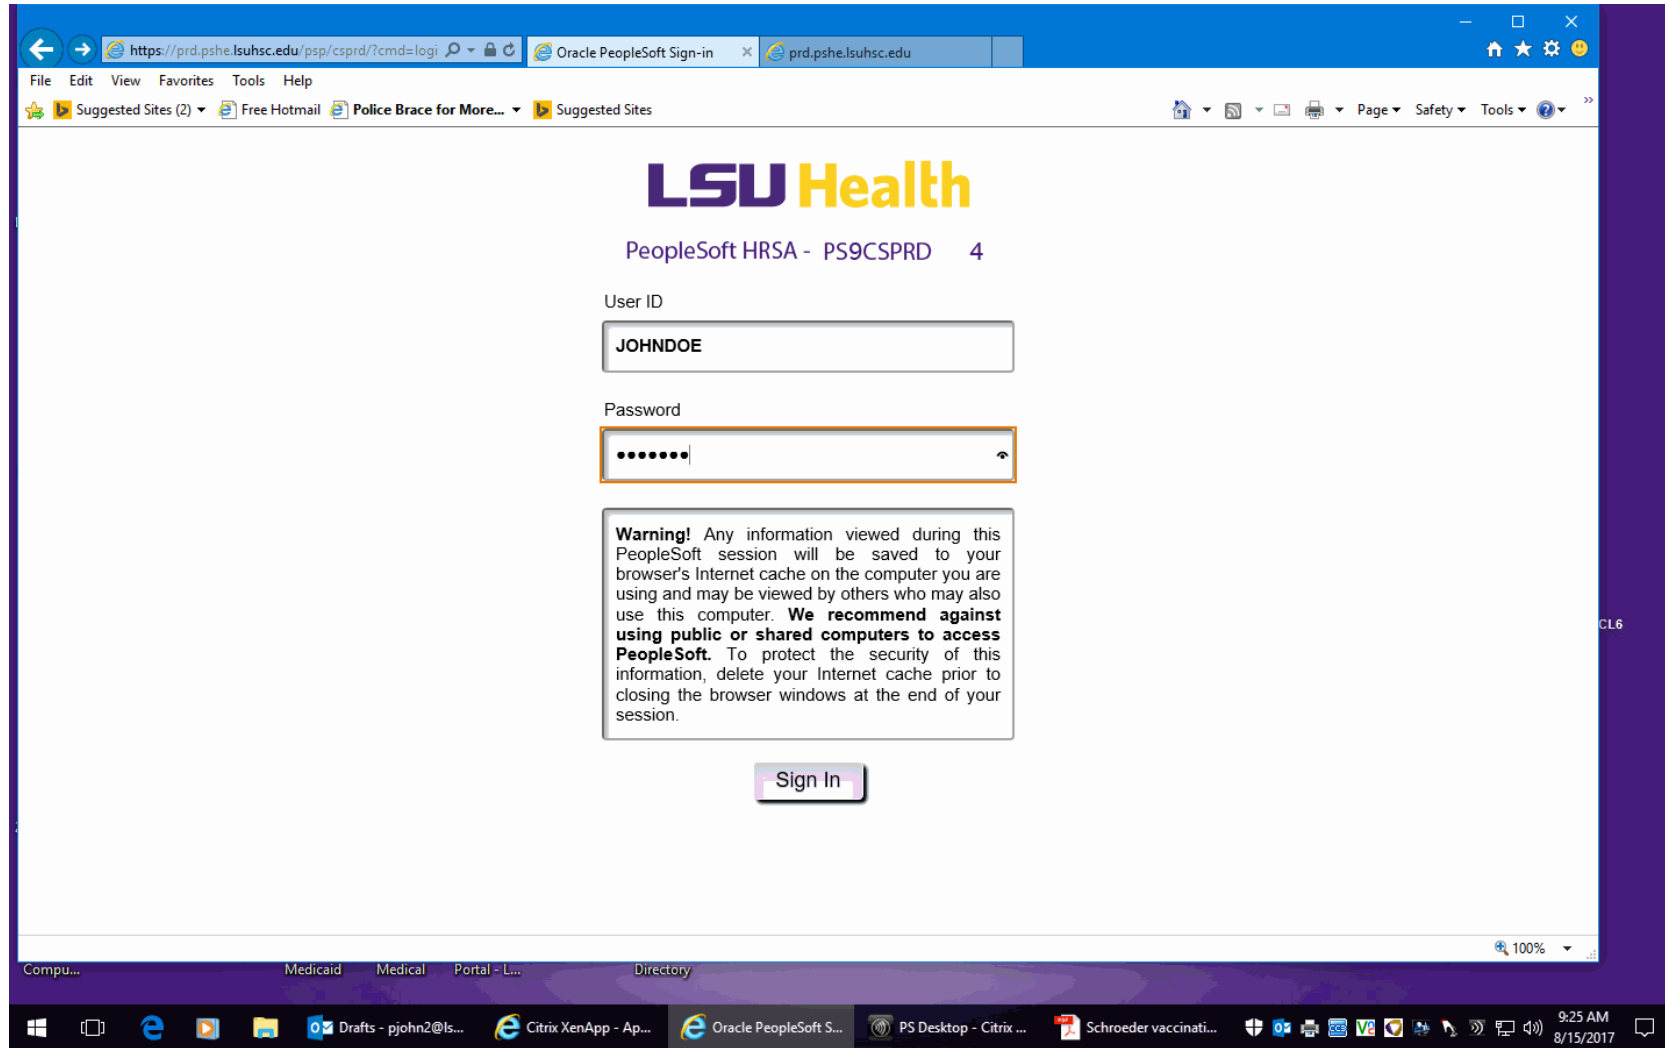 https://prd.pshe.lsuhsc.edu/psp/csprd/?cmd=logi
Oracle PeopleSoft Sign-in
prd.pshe.lsuhsc.edu
File Edit View Favorites Tools Help
Suggested Sites (2) Free Hotmail Police Brace for More... Suggested Sites
Page Safety Tools
LSU Health
PeopleSoft HRSA - PS9CSPRD 4
User ID
JOHNDOE
Password
Warning! Any information viewed during this
PeopleSoft session will be saved to your
browser's Internet cache on the computer you are
using and may be viewed by others who may also
use this computer. We recommend against
using public or shared computers to access
PeopleSoft. To protect the security of this
information, delete your Internet cache prior to
closing the browser windows at the end of your
session.
Sign In
CL6
100%
Compu... Medicaid Medical Portal - L... Directory
Drafts - pjohn2@ls... Citrix XenApp - Ap... Oracle PeopleSoft S... PS Desktop - Citrix ... Schroeder vaccinati...
9:25 AM
8/15/2017